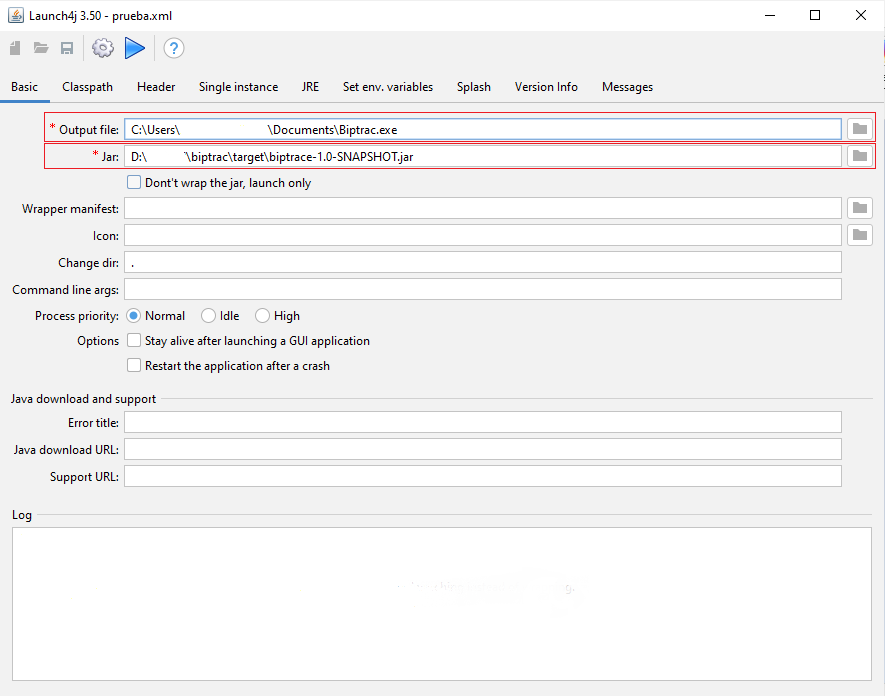 Launch4j 3.50 - prueba.xml
Basic Classpath Header Single instance JRE Set env. variables Splash Version Info Messages
* Output file: C:\Users\ \Documents\Biptrac.exe
* Jar: D:\ \biptrac\target\biptrace-1.0-SNAPSHOT.jar
Dont't wrap the jar, launch only
Wrapper manifest:
Icon:
Change dir: .
Command line args:
Process priority: Normal Idle High
Options Stay alive after launching a GUI application
Restart the application after a crash
Java download and support
Error title:
Java download URL:
Support URL:
Log